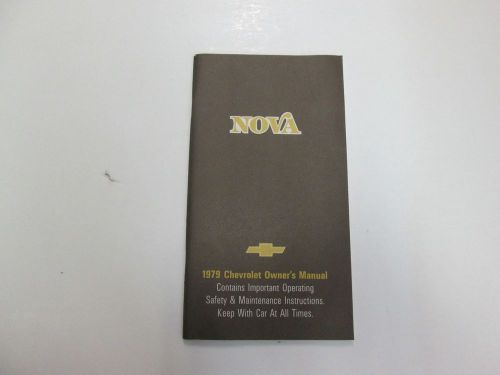 NOVA
1979 Chevrolet Owner's Manual
Contains Important Operating
Safety & Maintenance Instructions.
Keep With Car At All Times.